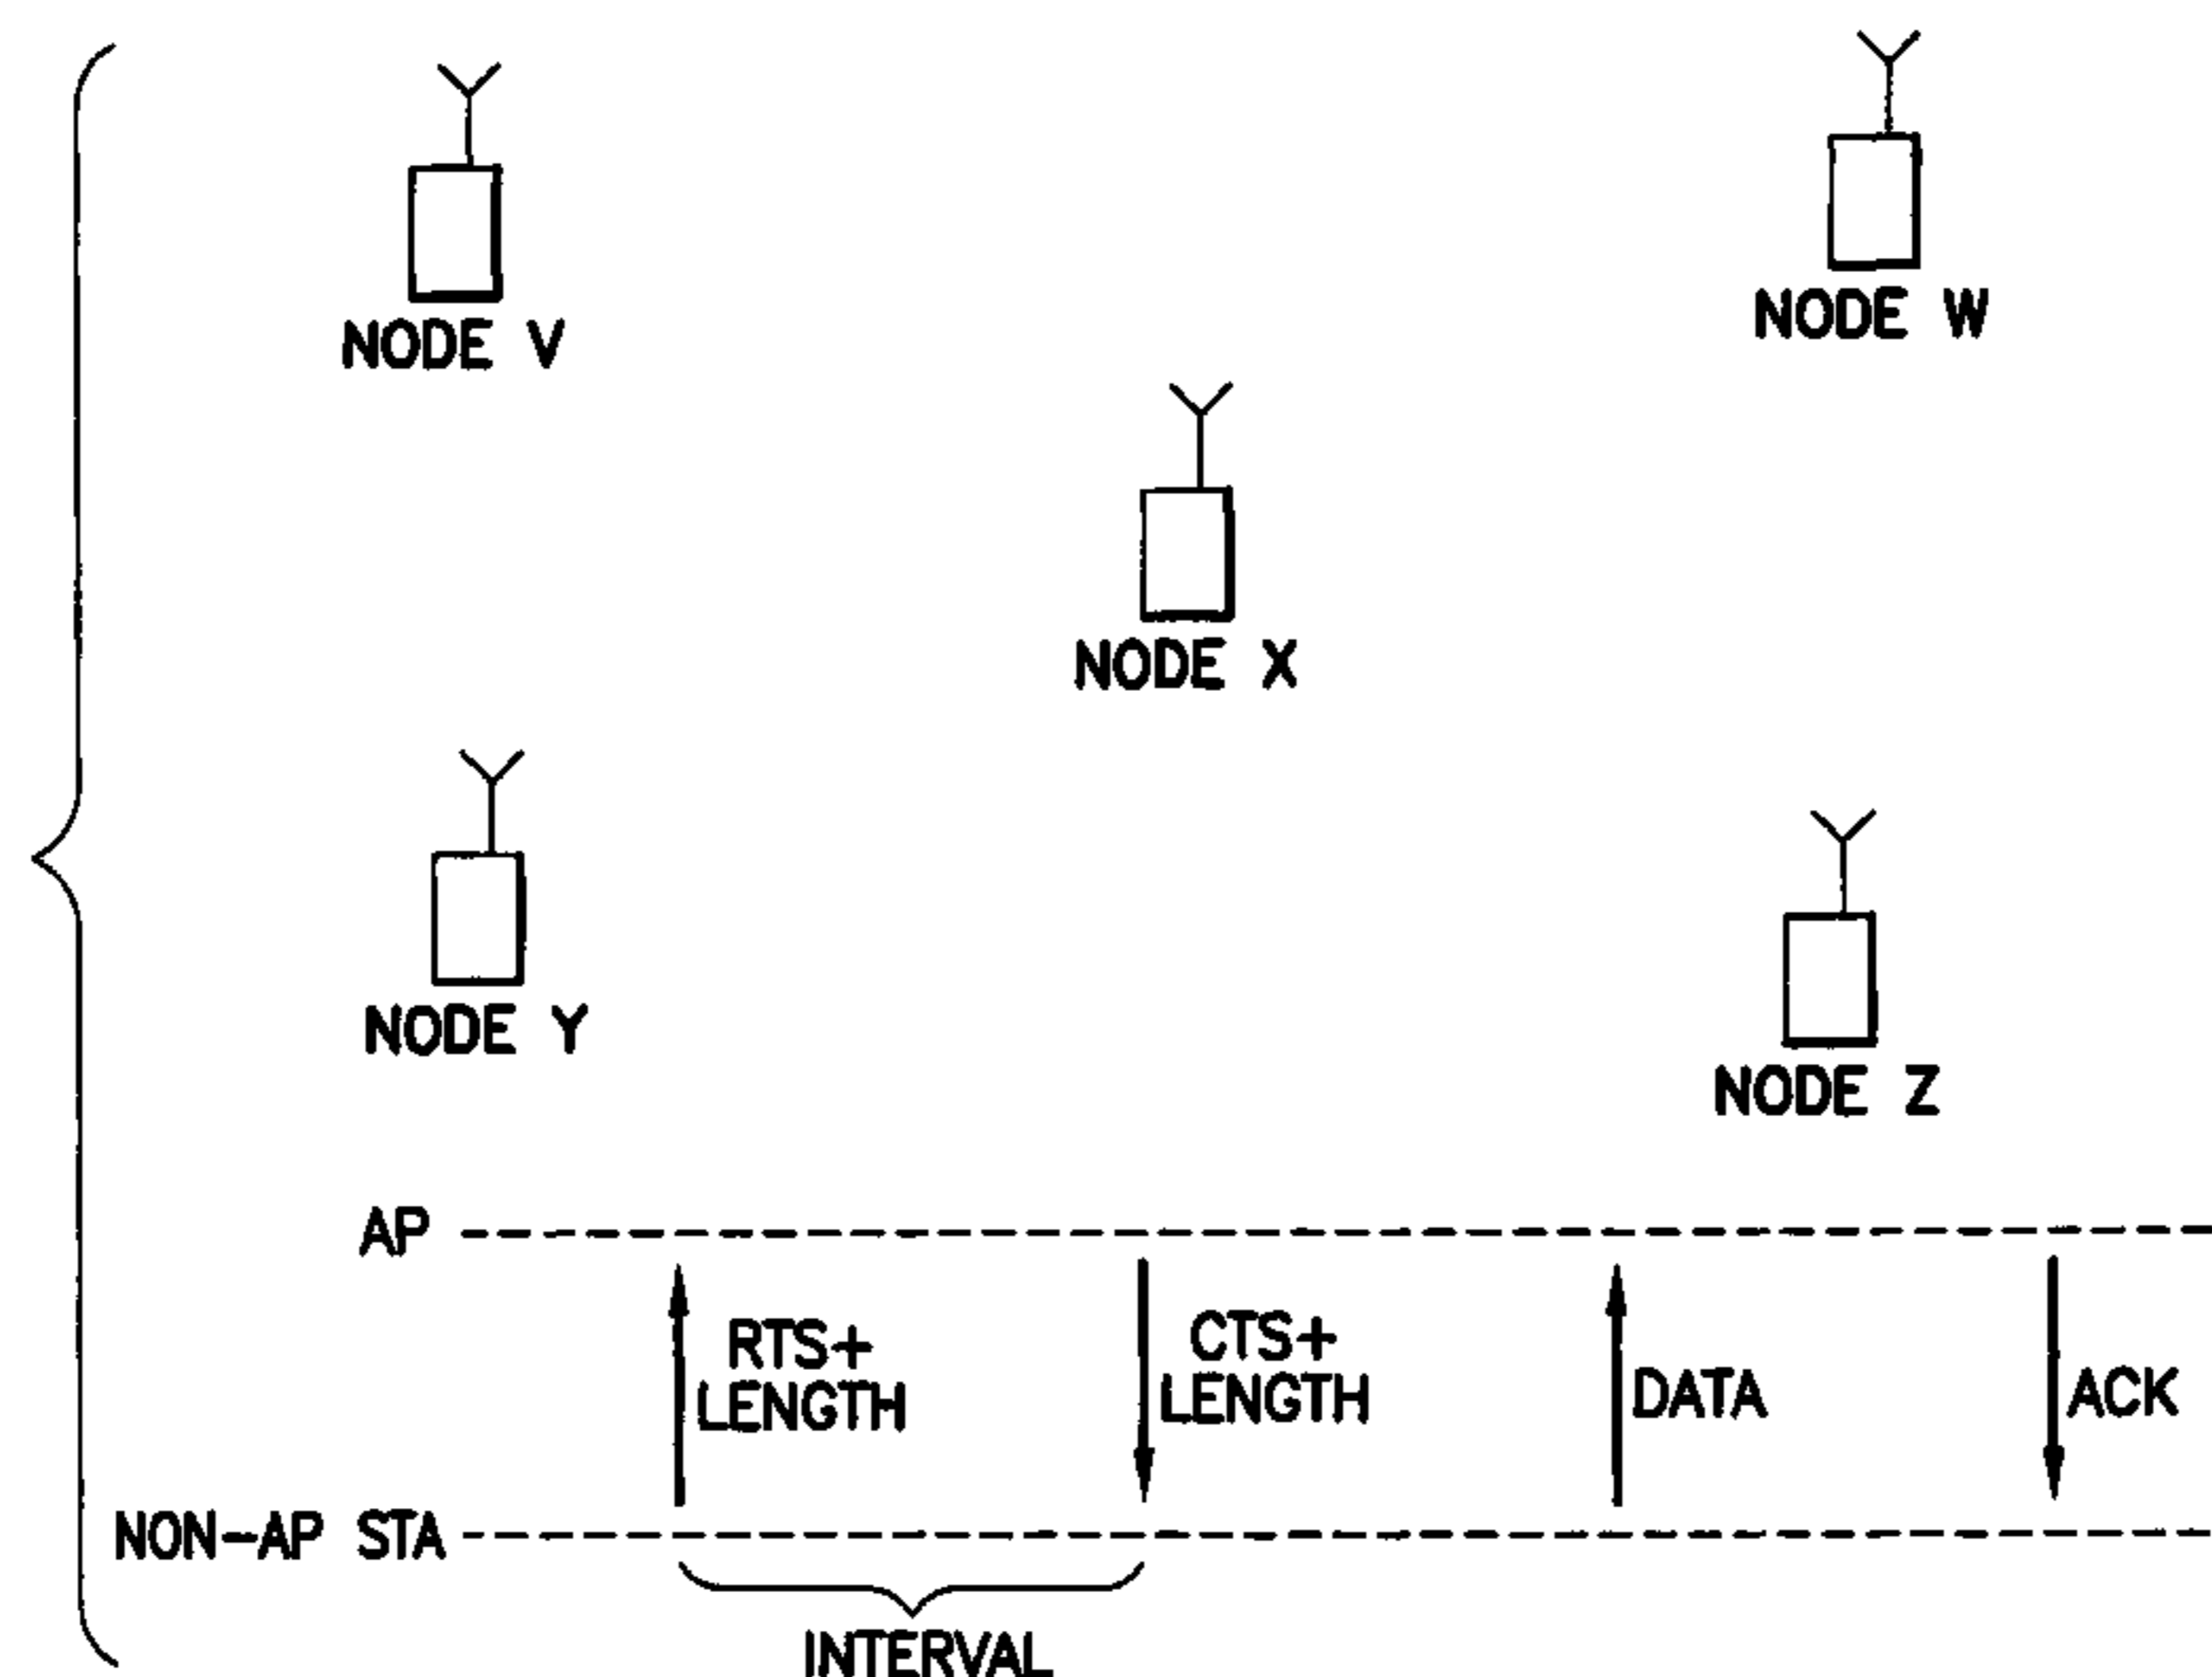 NODE V
NODE W
NODE X
NODE Y
NODE Z
AP
RTS+
LENGTH
CTS+
LENGTH
DATA
ACK
NON-AP STA
INTERVAL